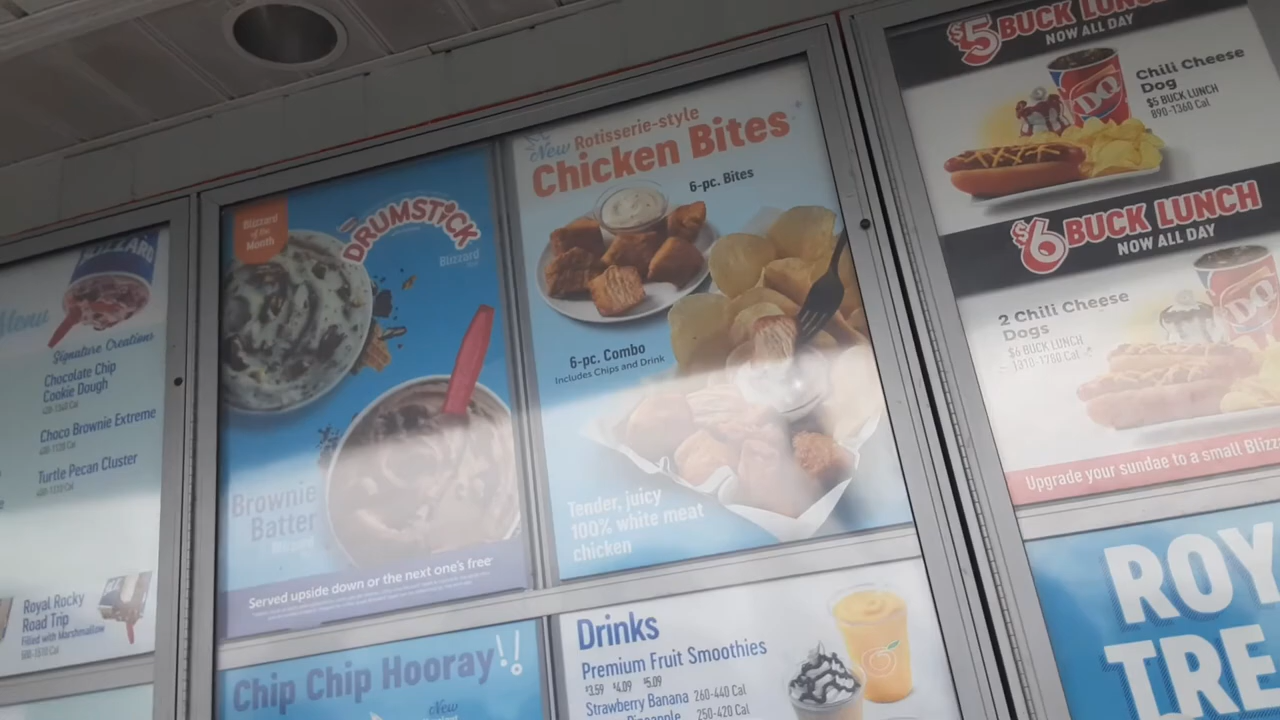 BLIZZARD
Menu
Signature Creations
Chocolate Chip
Cookie Dough
Choco Brownie Extreme
Turtle Pecan Cluster
Royal Rocky
Road Trip
Filled with Marshmallow
Blizzard
of the
Month
DRUMSTICK
Blizzard
Brownie
Batter
Served upside down or the next one's free
Chip Chip Hooray!!
New
New Rotisserie-style
Chicken Bites
6-pc. Bites
6-pc. Combo
Includes Chips and Drink
Tender, juicy
100% white meat
chicken
Drinks
Premium Fruit Smoothies
$3.59 $4.09 $5.09
Strawberry Banana 260-440 Cal
Pineapple 250-420 Cal
$5 BUCK LUNCH
NOW ALL DAY
DQ
Chili Cheese
Dog
$5 BUCK LUNCH
890-1360 Cal
$6 BUCK LUNCH
NOW ALL DAY
DQ
2 Chili Cheese
Dogs
$6 BUCK LUNCH
1310-1780 Cal
Upgrade your sundae to a small Blizz
ROY
TRE